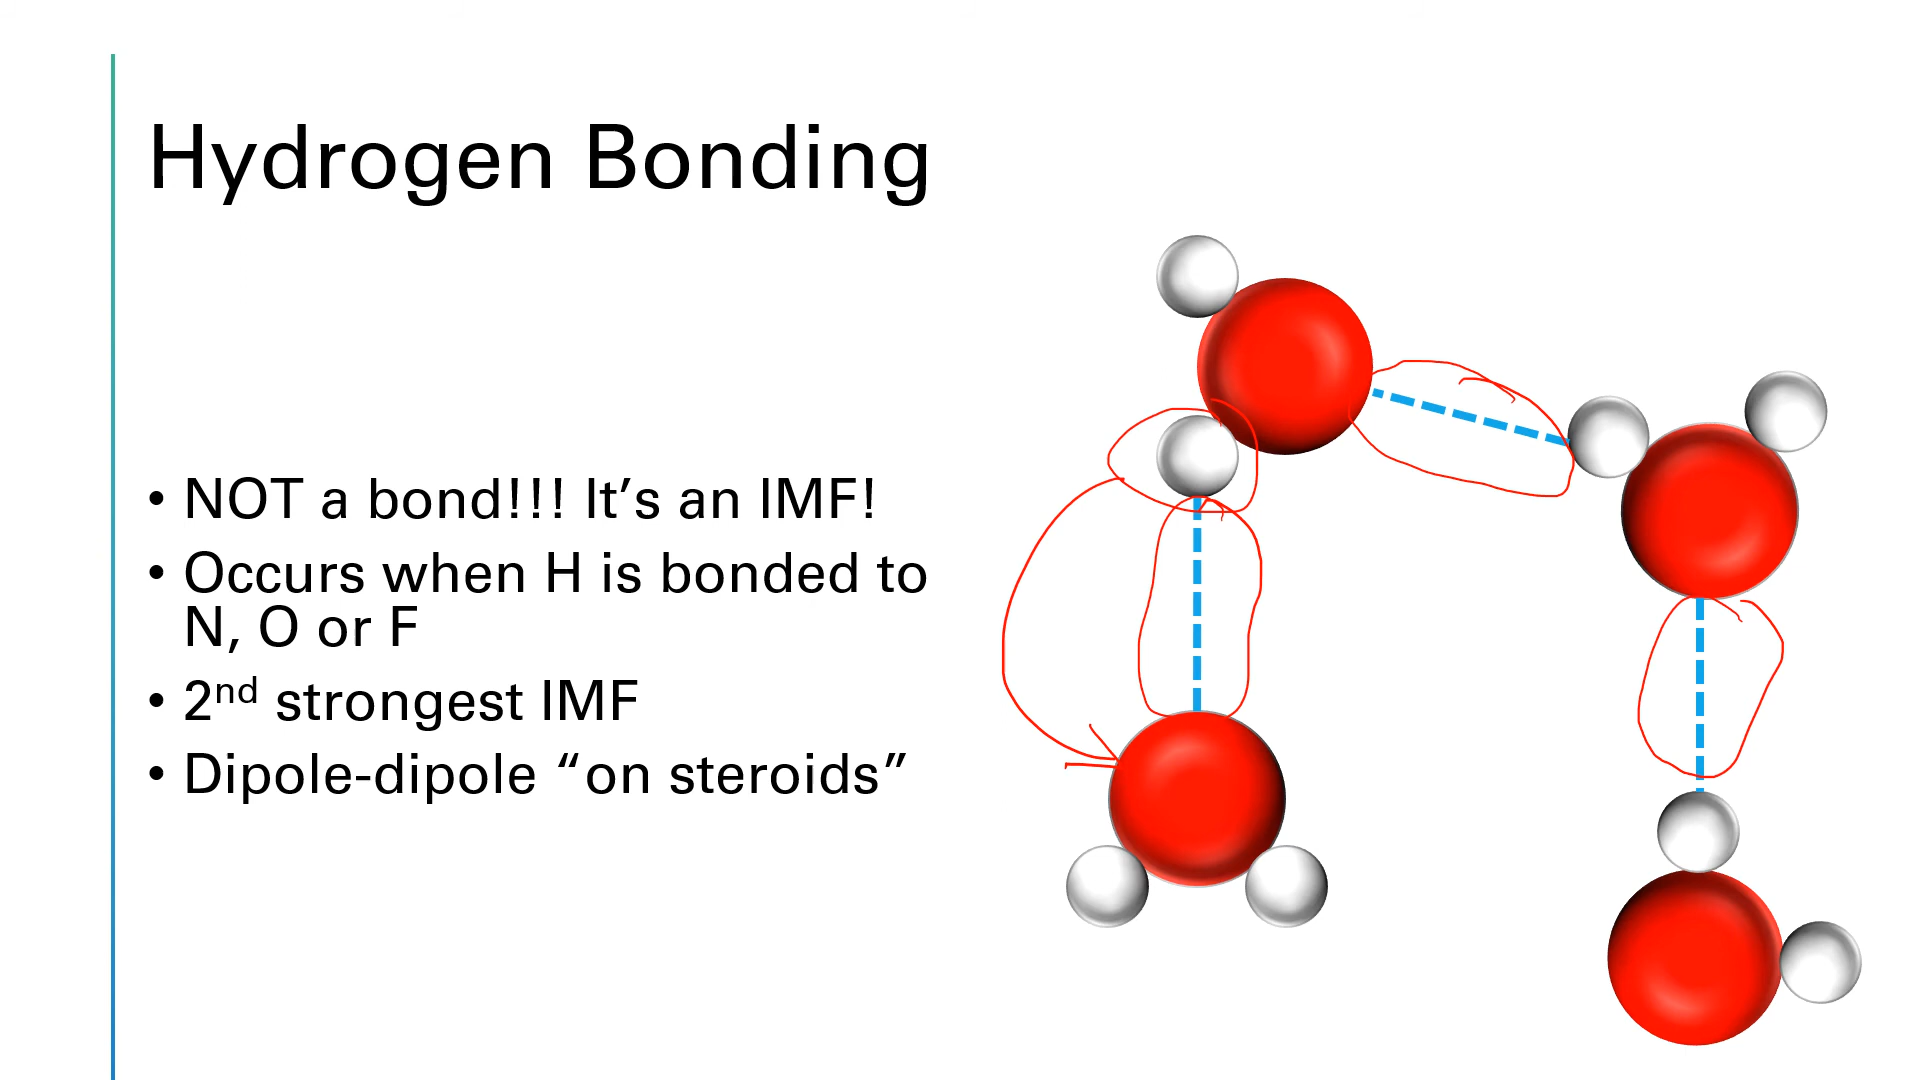 Hydrogen Bonding
• NOT a bond!!! It’s an IMF!
• Occurs when H is bonded to
N, O or F
• 2nd strongest IMF
• Dipole-dipole “on steroids”